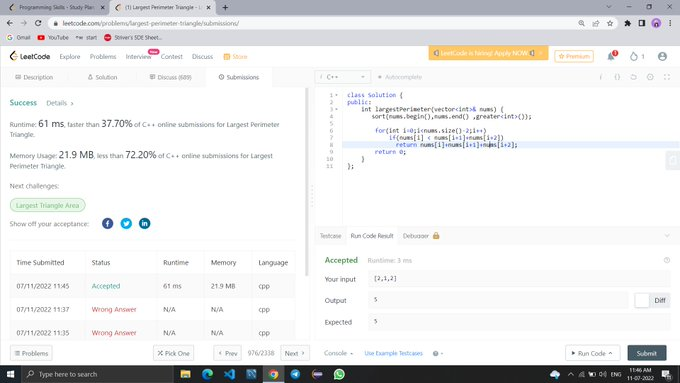 Programming Skills - Study Plan
(1) Largest Perimeter Triangle - L
leetcode.com/problems/largest-perimeter-triangle/submissions/
Gmail YouTube start Striver's SDE Sheet...
LeetCode Explore Problems Interview New Contest Discuss Store
LeetCode is hiring! Apply NOW.
Premium 1 1
Description Solution Discuss (689) Submissions
C++ Autocomplete
Success Details >
Runtime: 61 ms, faster than 37.70% of C++ online submissions for Largest Perimeter
Triangle.
Memory Usage: 21.9 MB, less than 72.20% of C++ online submissions for Largest
Perimeter Triangle.
Next challenges:
Largest Triangle Area
Show off your acceptance:
Time Submitted Status Runtime Memory Language
07/11/2022 11:45 Accepted 61 ms 21.9 MB cpp
07/11/2022 11:37 Wrong Answer N/A N/A cpp
07/11/2022 11:35 Wrong Answer N/A N/A cpp
Problems Pick One < Prev 976/2338 Next >
1 class Solution {
2 public:
3 int largestPerimeter(vector<int>& nums) {
4 sort(nums.begin(),nums.end() ,greater<int>());
5
6 for(int i=0;i<nums.size()-2;i++)
7 if(nums[i] < nums[i+1]+nums[i+2])
8 return nums[i]+nums[i+1]+nums[i+2];
9 return 0;
10 }
11 };
Testcase Run Code Result Debugger
Accepted Runtime: 3 ms
Your input [2,1,2]
Output 5 Diff
Expected 5
Console Use Example Testcases Run Code Submit
Type here to search
11:46 AM
11-07-2022